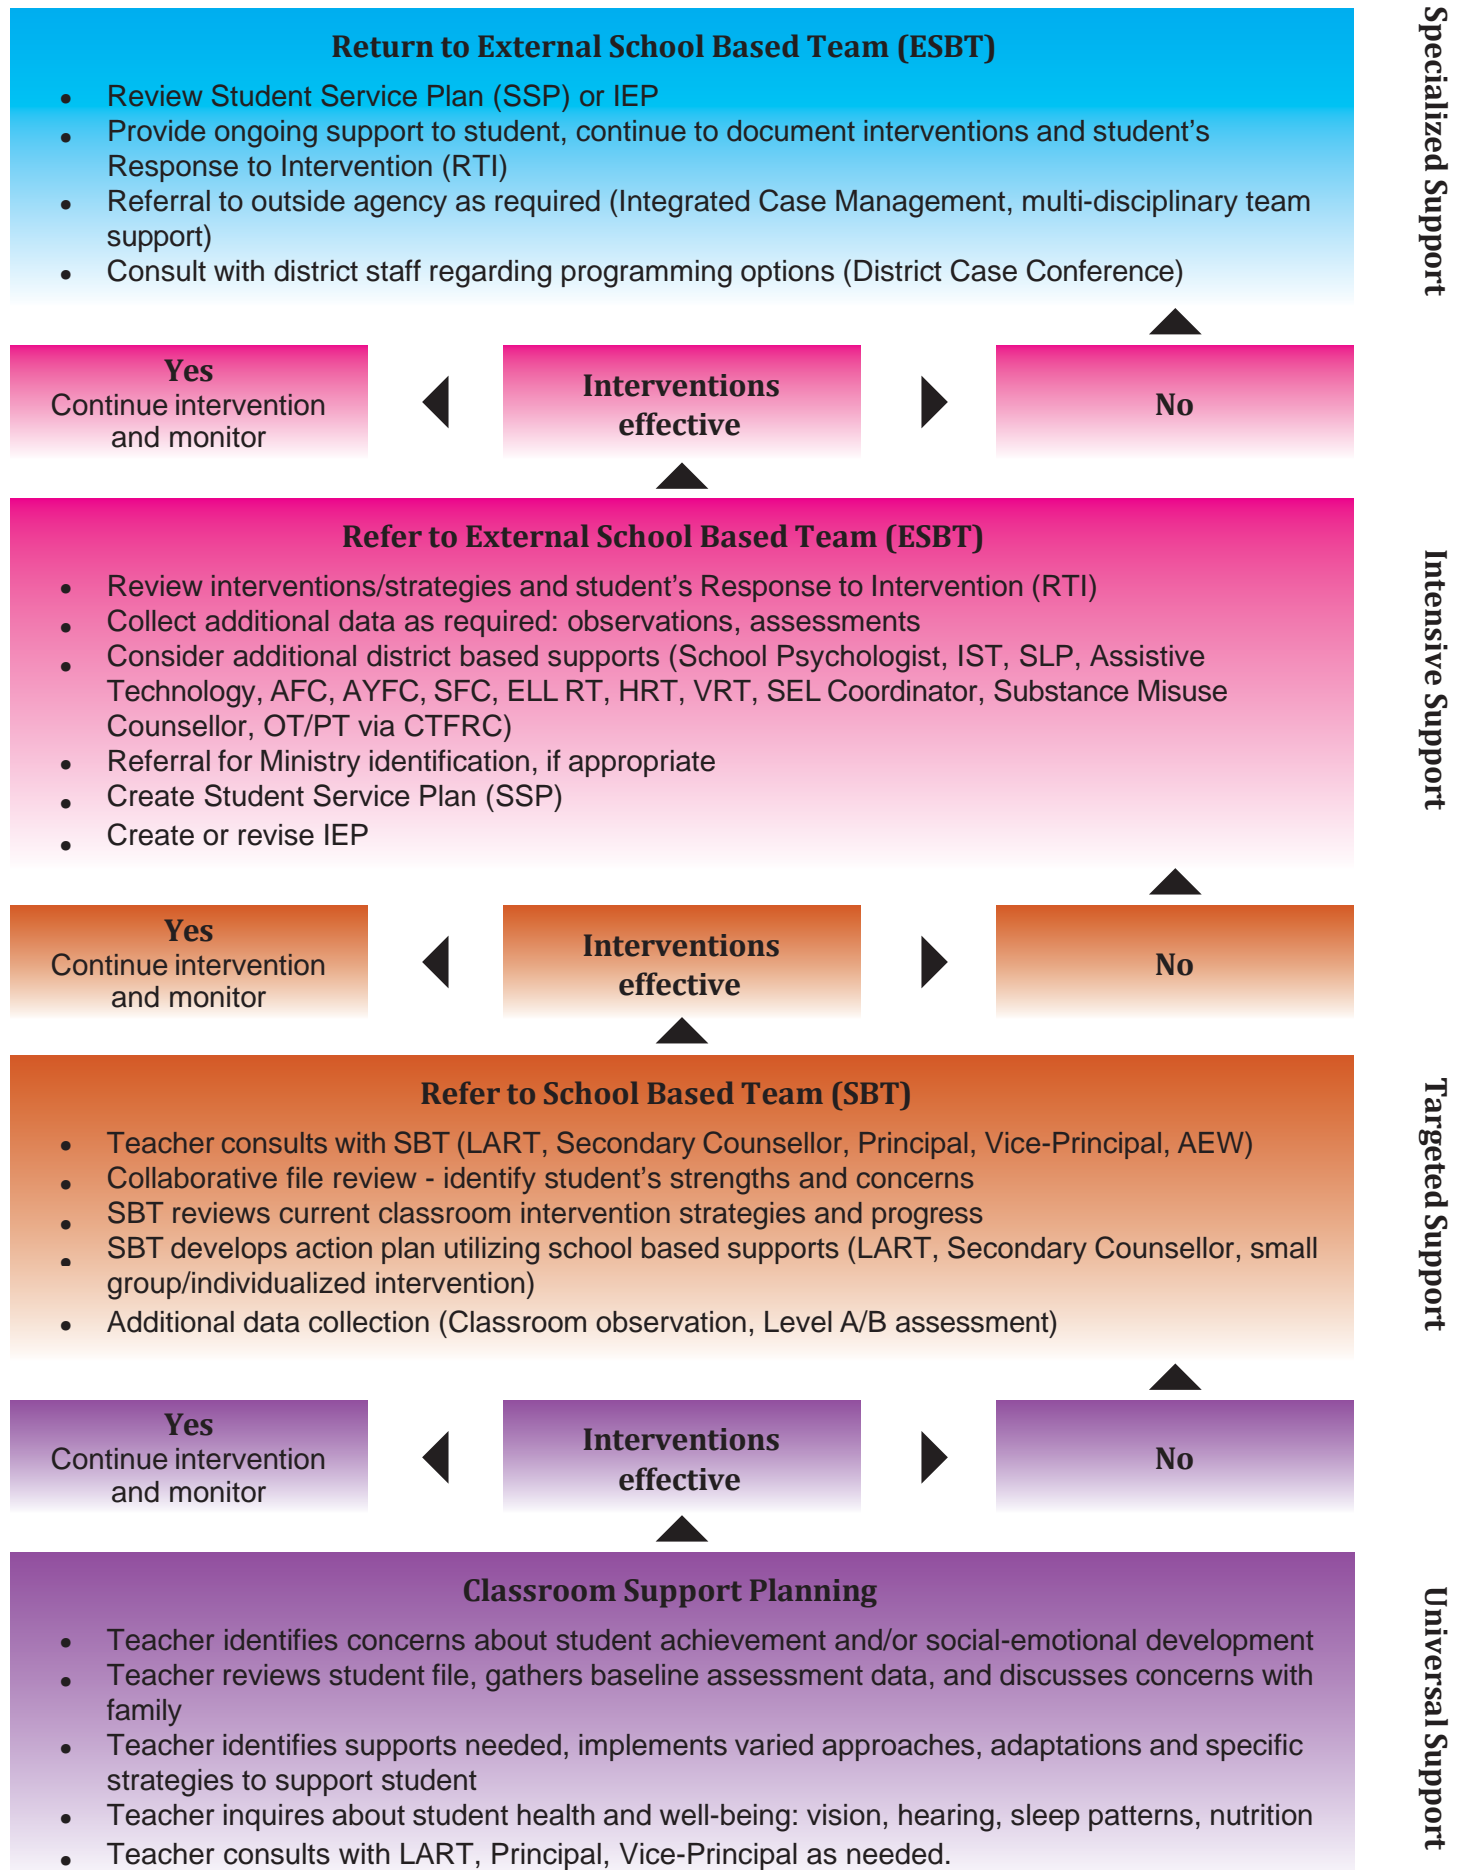 Return to External School Based Team (ESBT)
• Review Student Service Plan (SSP) or IEP
• Provide ongoing support to student, continue to document interventions and student’s
Response to Intervention (RTI)
• Referral to outside agency as required (Integrated Case Management, multi-disciplinary team
support)
• Consult with district staff regarding programming options (District Case Conference)
Specialized Support
Yes
Continue intervention
and monitor
Interventions
effective
No
Refer to External School Based Team (ESBT)
• Review interventions/strategies and student’s Response to Intervention (RTI)
• Collect additional data as required: observations, assessments
• Consider additional district based supports (School Psychologist, IST, SLP, Assistive
Technology, AFC, AYFC, SFC, ELL RT, HRT, VRT, SEL Coordinator, Substance Misuse
Counsellor, OT/PT via CTFRC)
• Referral for Ministry identification, if appropriate
• Create Student Service Plan (SSP)
• Create or revise IEP
Intensive Support
Yes
Continue intervention
and monitor
Interventions
effective
No
Refer to School Based Team (SBT)
• Teacher consults with SBT (LART, Secondary Counsellor, Principal, Vice-Principal, AEW)
• Collaborative file review - identify student’s strengths and concerns
• SBT reviews current classroom intervention strategies and progress
• SBT develops action plan utilizing school based supports (LART, Secondary Counsellor, small
group/individualized intervention)
• Additional data collection (Classroom observation, Level A/B assessment)
Targeted Support
Yes
Continue intervention
and monitor
Interventions
effective
No
Classroom Support Planning
• Teacher identifies concerns about student achievement and/or social-emotional development
• Teacher reviews student file, gathers baseline assessment data, and discusses concerns with
family
• Teacher identifies supports needed, implements varied approaches, adaptations and specific
strategies to support student
• Teacher inquires about student health and well-being: vision, hearing, sleep patterns, nutrition
• Teacher consults with LART, Principal, Vice-Principal as needed.
Universal Support